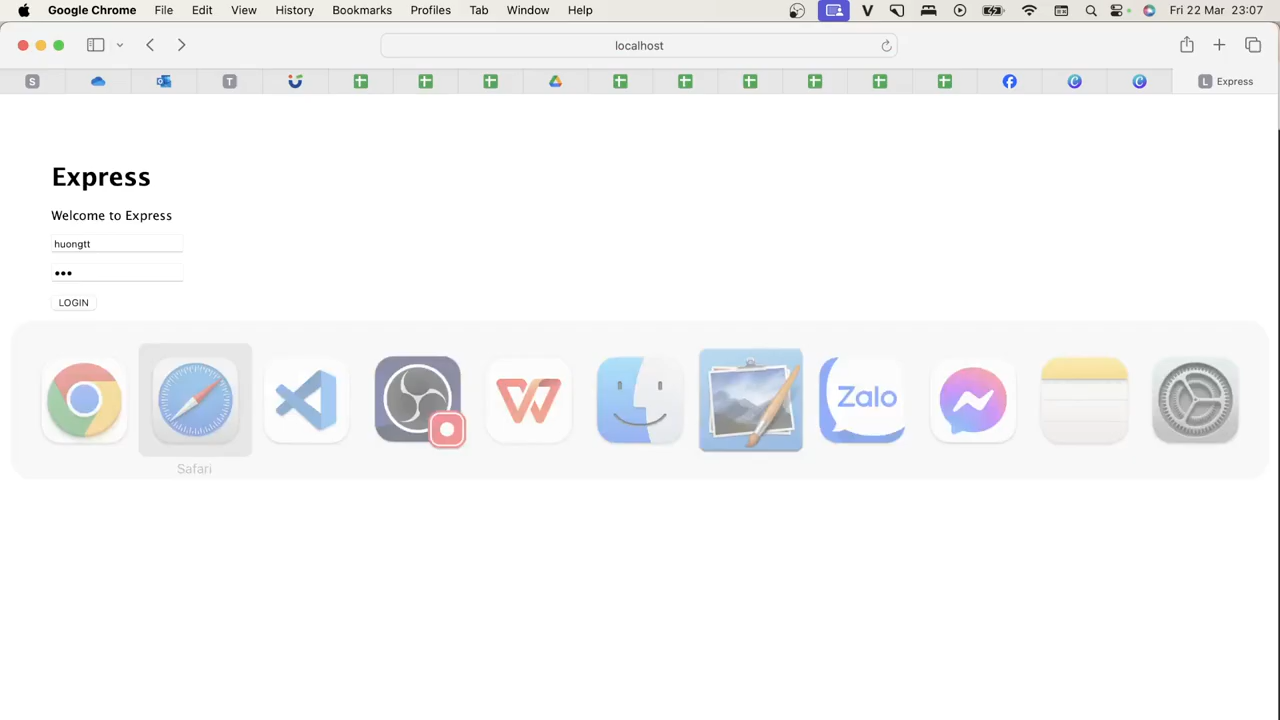 Google Chrome File Edit View History Bookmarks Profiles Tab Window Help Fri 22 Mar 23:07
localhost
S T L Express
Express
Welcome to Express
huongtt
•••
LOGIN
Zalo
Safari